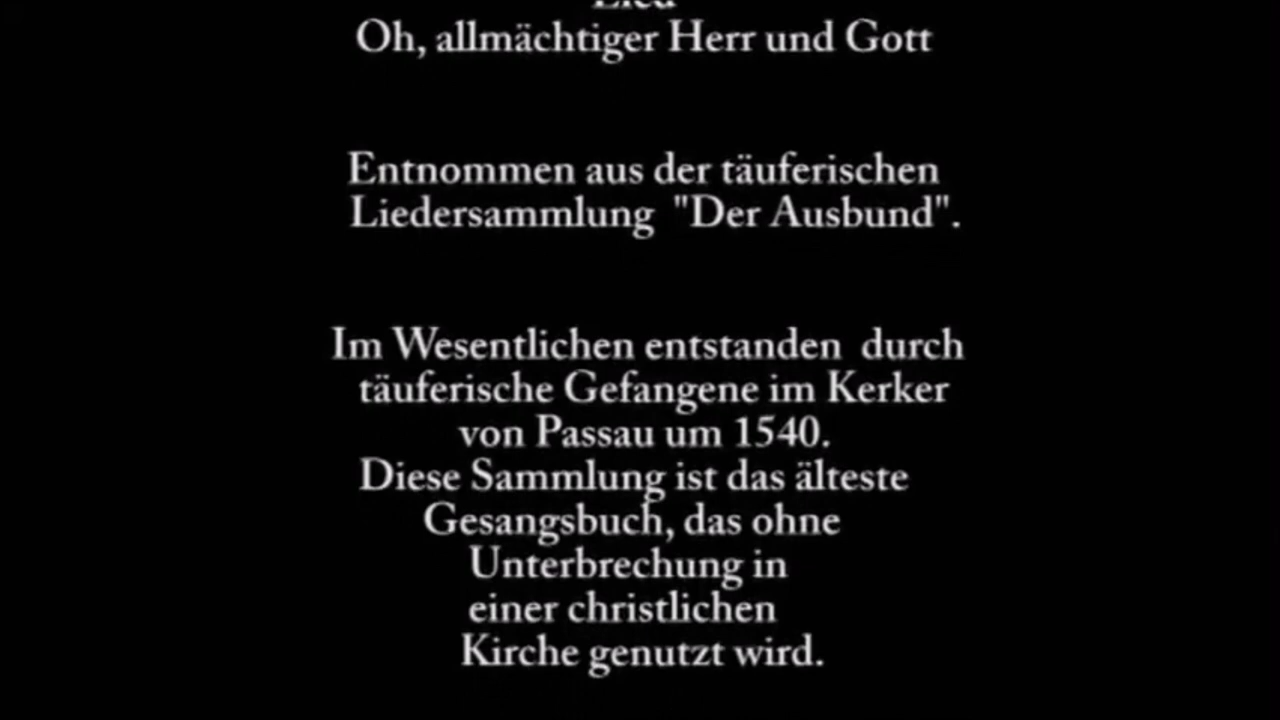 Lied
Oh, allmächtiger Herr und Gott
Entnommen aus der täuferischen
Liedersammlung "Der Ausbund".
Im Wesentlichen entstanden durch
täuferische Gefangene im Kerker
von Passau um 1540.
Diese Sammlung ist das älteste
Gesangsbuch, das ohne
Unterbrechung in
einer christlichen
Kirche genutzt wird.